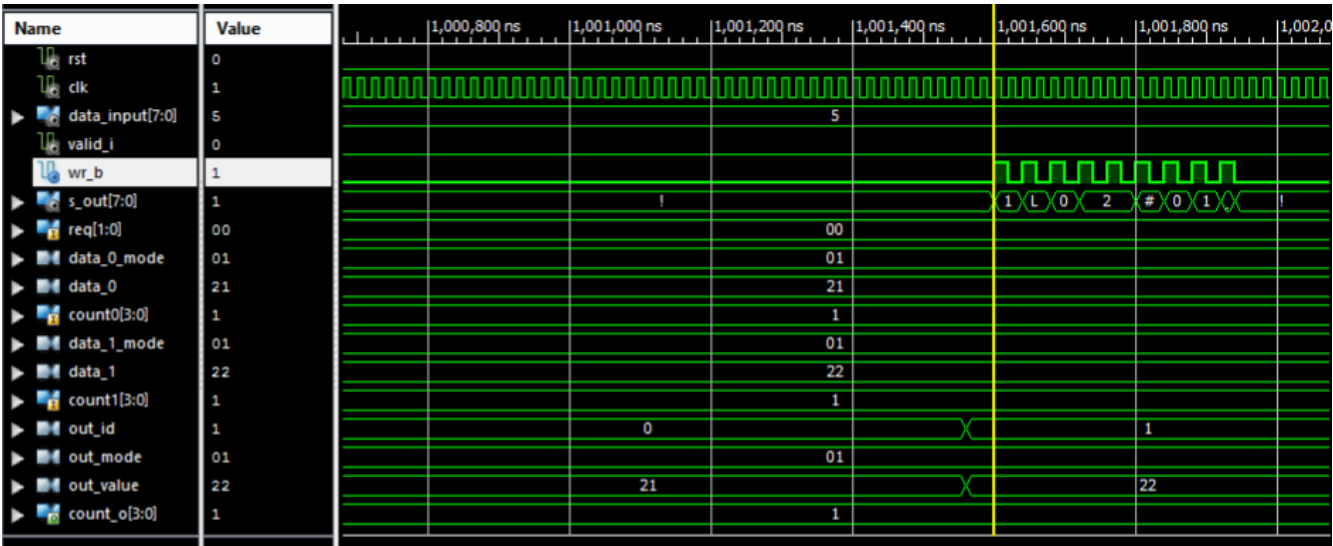 Name Value 1,000,800 ns 1,001,000 ns 1,001,200 ns 1,001,400 ns 1,001,600 ns 1,001,800 ns 1,002,0
rst 0
clk 1
data_input[7:0] 5 5
valid_i 0
wr_b 1
s_out[7:0] 1 ! 1 L 0 2 # 0 1 . !
req[1:0] 00 00
data_0_mode 01 01
data_0 21 21
count0[3:0] 1 1
data_1_mode 01 01
data_1 22 22
count1[3:0] 1 1
out_id 1 0 1
out_mode 01 01
out_value 22 21 22
count_o[3:0] 1 1